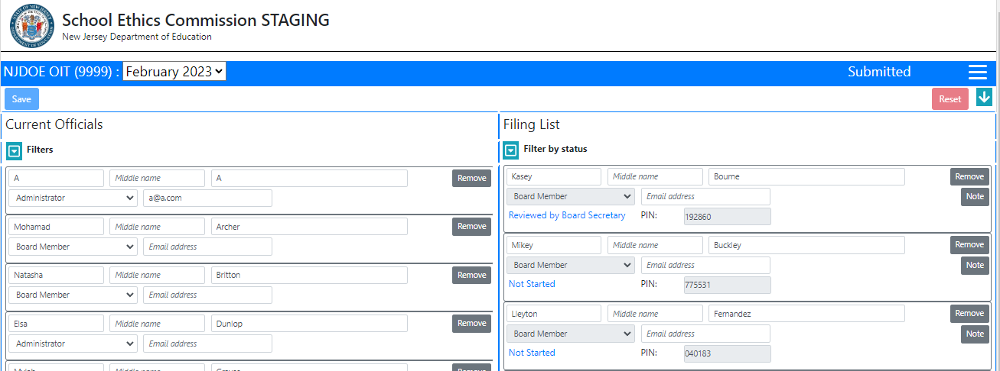 School Ethics Commission STAGING
New Jersey Department of Education
NJDOE OIT (9999) : February 2023 Submitted
Save Reset
Current Officials
Filters
A Middle name A Remove
Administrator a@a.com
Mohamad Middle name Archer Remove
Board Member Email address
Natasha Middle name Britton Remove
Board Member Email address
Elsa Middle name Dunlop Remove
Administrator Email address
Filing List
Filter by status
Kasey Middle name Bourne Remove
Board Member Email address Note
Reviewed by Board Secretary PIN: 192860
Mikey Middle name Buckley Remove
Board Member Email address Note
Not Started PIN: 775531
Lleyton Middle name Fernandez Remove
Board Member Email address Note
Not Started PIN: 040183